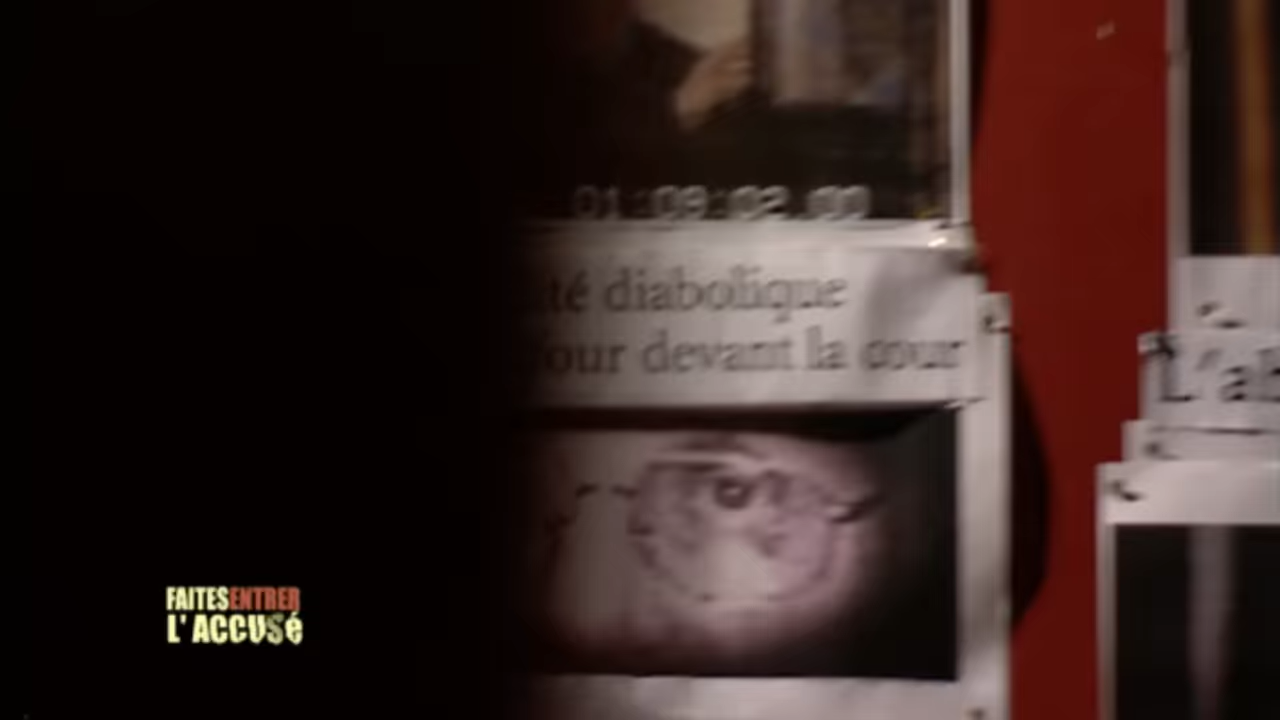 01:09:02.00
té diabolique
our devant la cour
L'a
FAITES ENTRER
L'ACCUSé